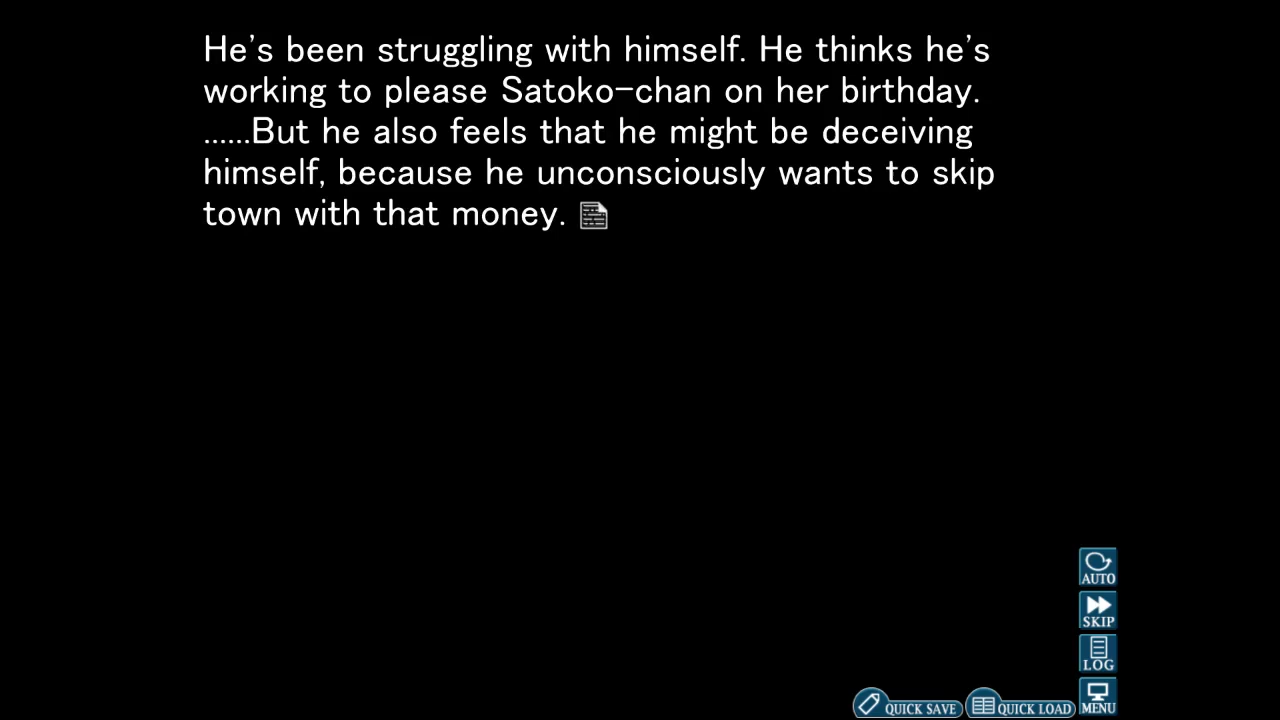 He's been struggling with himself. He thinks he's
working to please Satoko-chan on her birthday.
......But he also feels that he might be deceiving
himself, because he unconsciously wants to skip
town with that money.
AUTO
SKIP
LOG
MENU
QUICK SAVE
QUICK LOAD